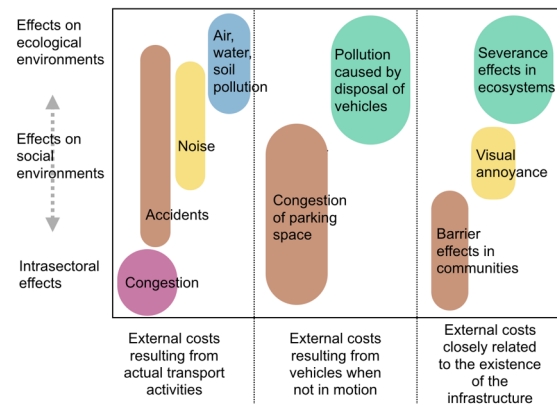 Effects on
ecological
environments
Effects on
social
environments
Intrasectoral
effects
Air,
water,
soil
pollution
Noise
Accidents
Congestion
Pollution
caused by
disposal of
vehicles
Congestion
of parking
space
Severance
effects in
ecosystems
Visual
annoyance
Barrier
effects in
communities
External costs
resulting from
actual transport
activities
External costs
resulting from
vehicles when
not in motion
External costs
closely related
to the existence
of the
infrastructure